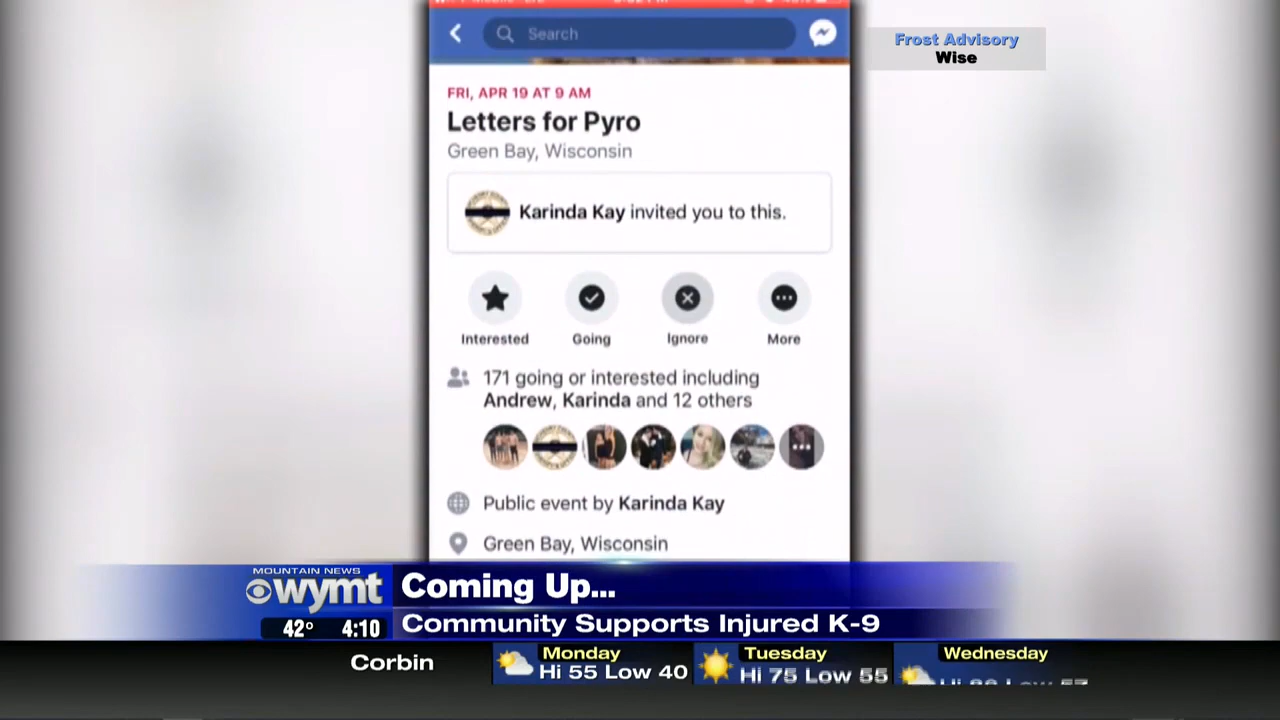 Search
Frost Advisory
Wise
FRI, APR 19 AT 9 AM
Letters for Pyro
Green Bay, Wisconsin
Karinda Kay invited you to this.
Interested Going Ignore More
171 going or interested including
Andrew, Karinda and 12 others
Public event by Karinda Kay
Green Bay, Wisconsin
MOUNTAIN NEWS
wymt
Coming Up...
42° 4:10
Community Supports Injured K-9
Corbin
Monday
Hi 55 Low 40
Tuesday
Hi 75 Low 55
Wednesday